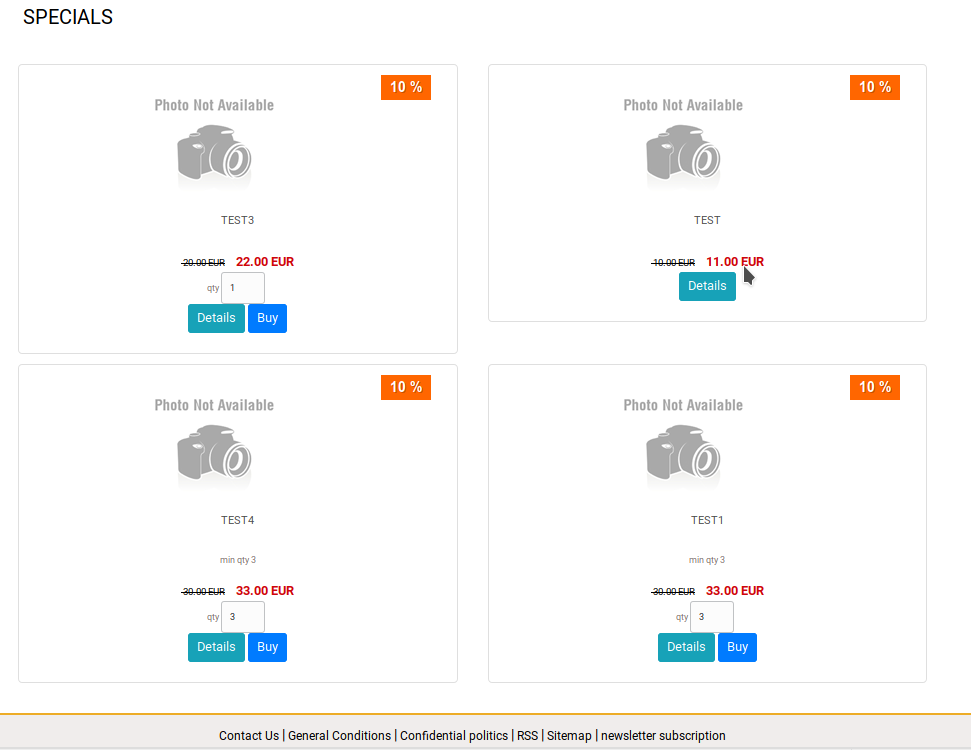 SPECIALS
10 %
Photo Not Available
TEST3
20.00 EUR 22.00 EUR
qty 1
Details Buy
10 %
Photo Not Available
TEST
10.00 EUR 11.00 EUR
Details
10 %
Photo Not Available
TEST4
min qty 3
30.00 EUR 33.00 EUR
qty 3
Details Buy
10 %
Photo Not Available
TEST1
min qty 3
30.00 EUR 33.00 EUR
qty 3
Details Buy
Contact Us | General Conditions | Confidential politics | RSS | Sitemap | newsletter subscription